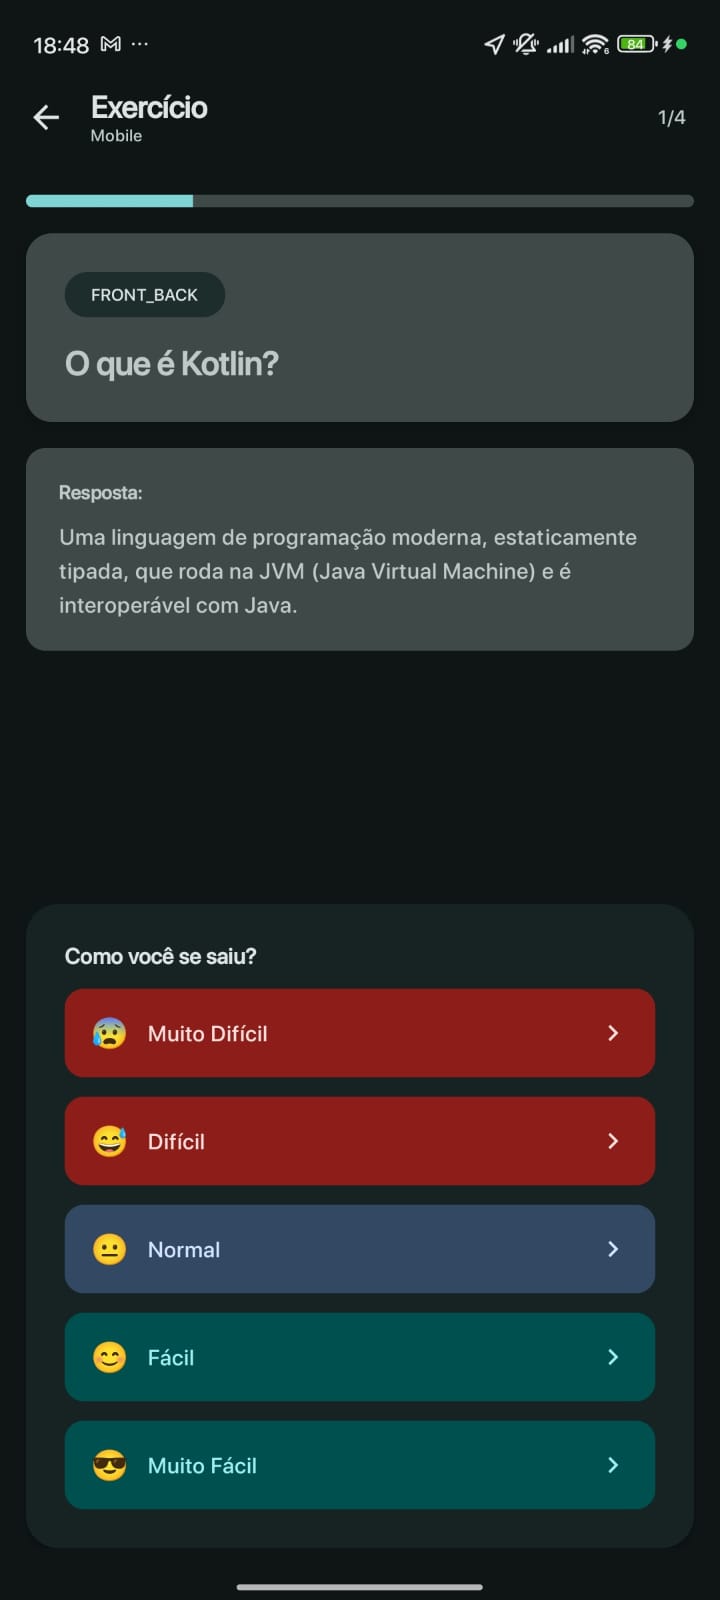 18:48 ...
84
6
Exercício
Mobile
1/4
FRONT_BACK
O que é Kotlin?
Resposta:
Uma linguagem de programação moderna, estaticamente
tipada, que roda na JVM (Java Virtual Machine) e é
interoperável com Java.
Como você se saiu?
Muito Difícil
Difícil
Normal
Fácil
Muito Fácil